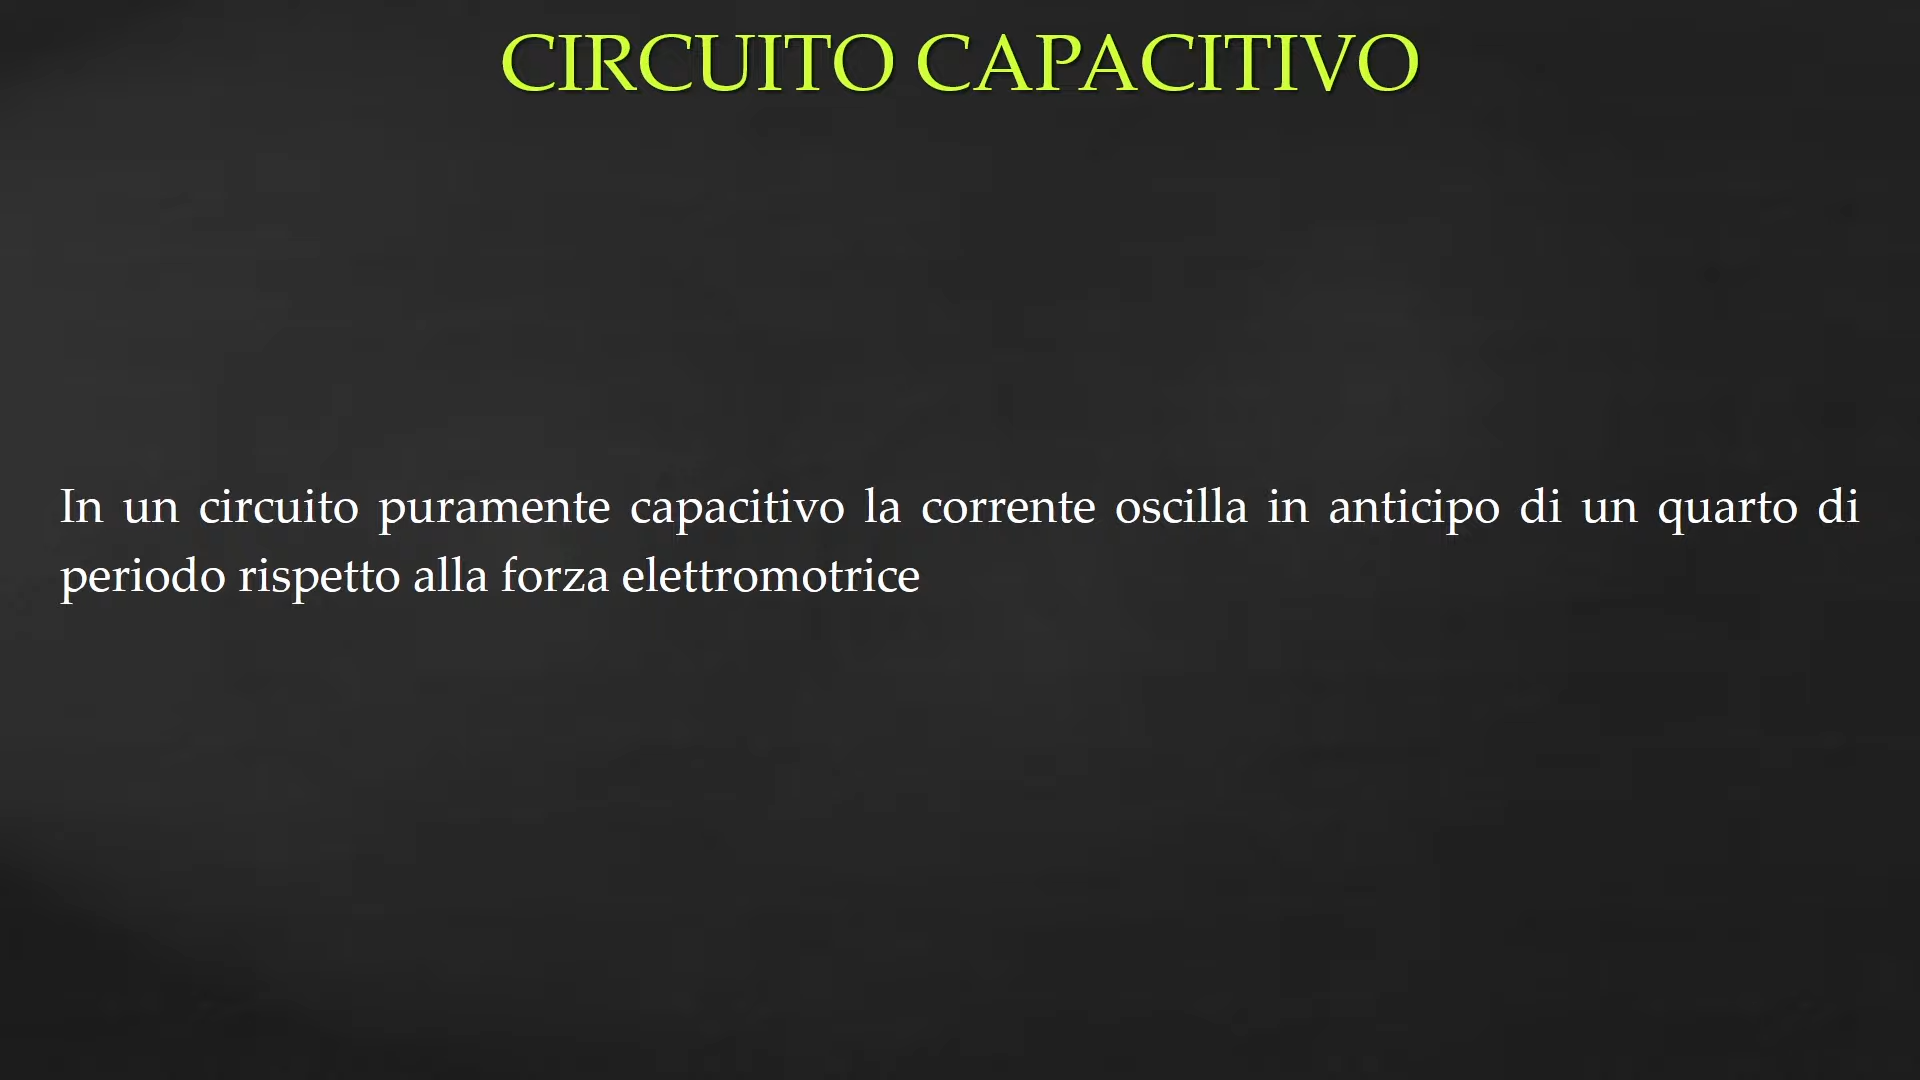 CIRCUITO CAPACITIVO
In un circuito puramente capacitivo la corrente oscilla in anticipo di un quarto di
periodo rispetto alla forza elettromotrice